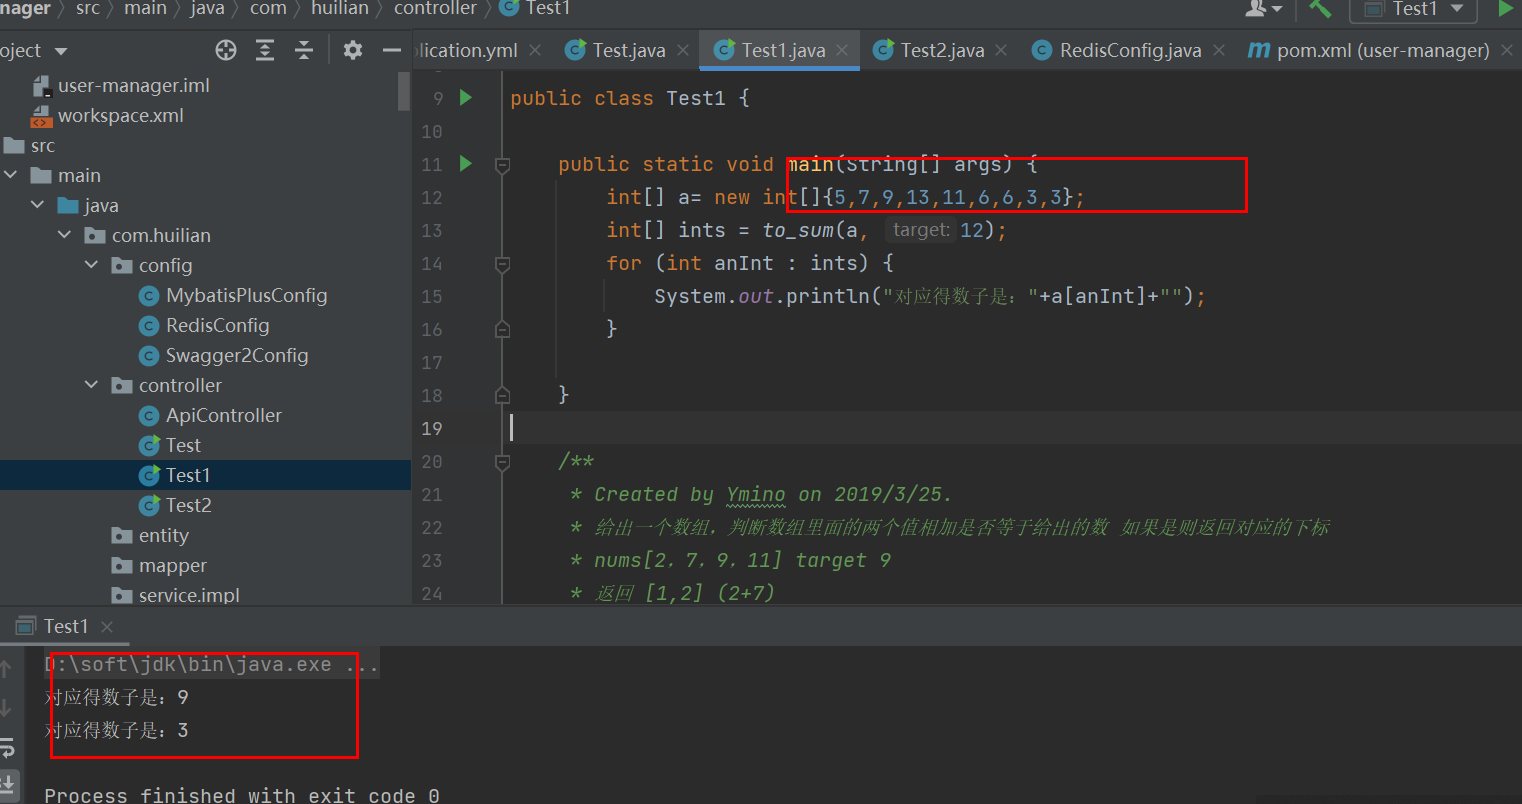 nager src main java com huilian controller Test1 Test1
oject
lication.yml Test.java Test1.java Test2.java RedisConfig.java pom.xml (user-manager)
user-manager.iml
workspace.xml
src
main
java
com.huilian
config
MybatisPlusConfig
RedisConfig
Swagger2Config
controller
ApiController
Test
Test1
Test2
entity
mapper
service.impl
9 public class Test1 {
10
11 public static void main(String[] args) {
12 int[] a= new int[]{5,7,9,13,11,6,6,3,3};
13 int[] ints = to_sum(a, target: 12);
14 for (int anInt : ints) {
15 System.out.println("对应得数子是："+a[anInt]+"");
16 }
17
18 }
19
20 /**
21 * Created by Ymino on 2019/3/25.
22 * 给出一个数组，判断数组里面的两个值相加是否等于给出的数 如果是则返回对应的下标
23 * nums[2．7．9．11] target 9
24 * 返回 [1,2] (2+7)
Test1
D:\soft\jdk\bin\java.exe ...
对应得数子是：9
对应得数子是：3
Process finished with exit code 0